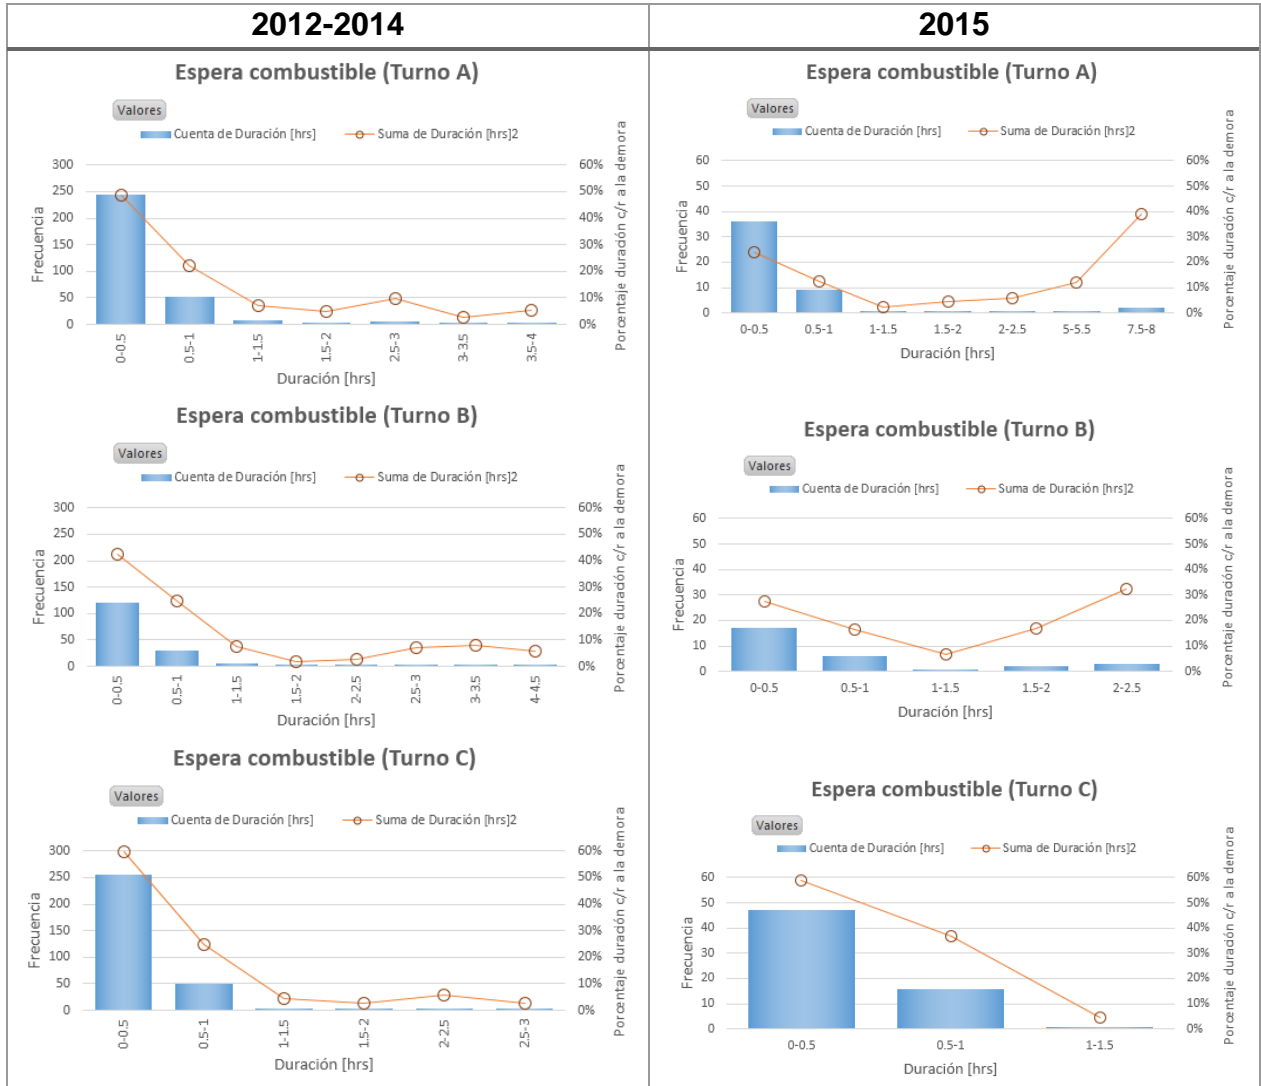 2012-2014
2015
Espera combustible (Turno A)
Valores
Cuenta de Duración [hrs]
Suma de Duración [hrs]2
Frecuencia
300
250
200
150
100
50
0
60%
50%
40%
30%
20%
10%
0%
Porcentaje duración c/r a la demora
0-0.5
0.5-1
1-1.5
1.5-2
2.5-3
3-3.5
3.5-4
Duración [hrs]
Espera combustible (Turno B)
Valores
Cuenta de Duración [hrs]
Suma de Duración [hrs]2
Frecuencia
300
250
200
150
100
50
0
60%
50%
40%
30%
20%
10%
0%
Porcentaje duración c/r a la demora
0-0.5
0.5-1
1-1.5
1.5-2
2-2.5
2.5-3
3-3.5
4-4.5
Duración [hrs]
Espera combustible (Turno C)
Valores
Cuenta de Duración [hrs]
Suma de Duración [hrs]2
Frecuencia
300
250
200
150
100
50
0
60%
50%
40%
30%
20%
10%
0%
Porcentaje duración c/r a la demora
0-0.5
0.5-1
1-1.5
1.5-2
2-2.5
2.5-3
Duración [hrs]
Espera combustible (Turno A)
Valores
Cuenta de Duración [hrs]
Suma de Duración [hrs]2
Frecuencia
60
50
40
30
20
10
0
60%
50%
40%
30%
20%
10%
0%
Porcentaje duración c/r a la demora
0-0.5
0.5-1
1-1.5
1.5-2
2-2.5
5-5.5
7.5-8
Duración [hrs]
Espera combustible (Turno B)
Valores
Cuenta de Duración [hrs]
Suma de Duración [hrs]2
Frecuencia
60
50
40
30
20
10
0
60%
50%
40%
30%
20%
10%
0%
Porcentaje duración c/r a la demora
0-0.5
0.5-1
1-1.5
1.5-2
2-2.5
Duración [hrs]
Espera combustible (Turno C)
Valores
Cuenta de Duración [hrs]
Suma de Duración [hrs]2
Frecuencia
60
50
40
30
20
10
0
60%
50%
40%
30%
20%
10%
0%
Porcentaje duración c/r a la demora
0-0.5
0.5-1
1-1.5
Duración [hrs]